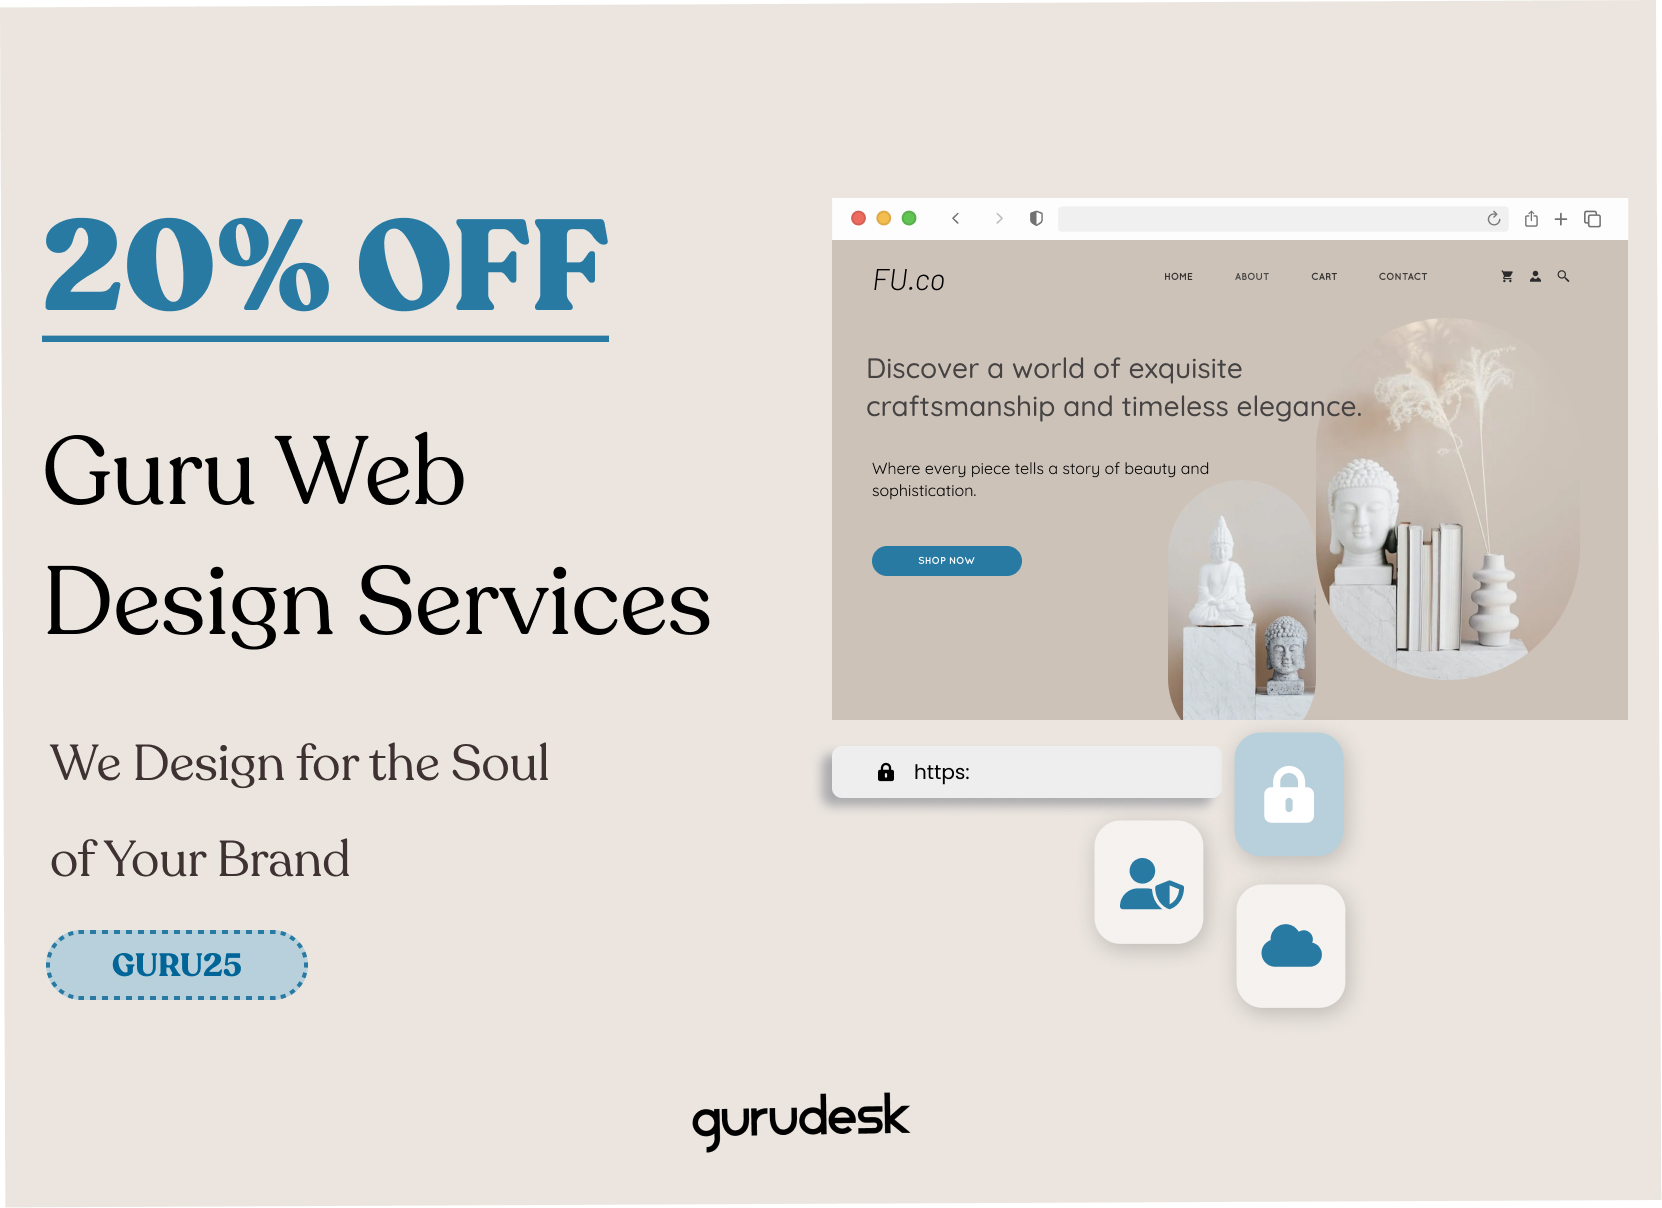 20% OFF
Guru Web
Design Services
We Design for the Soul
of Your Brand
GURU25
FU.co
HOME ABOUT CART CONTACT
Discover a world of exquisite
craftsmanship and timeless elegance.
Where every piece tells a story of beauty and
sophistication.
SHOP NOW
https:
gurudesk